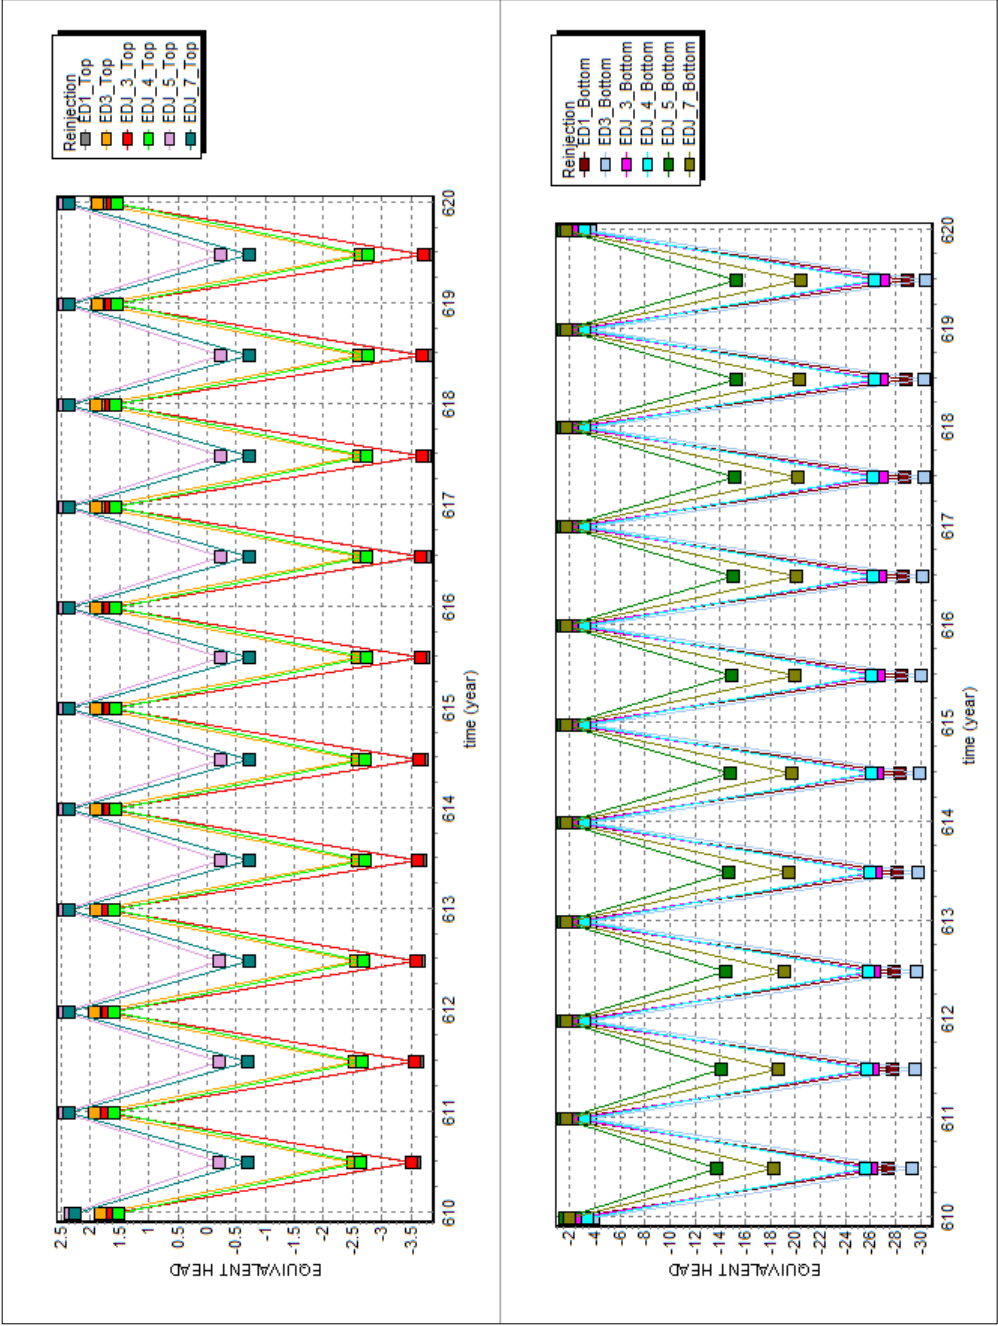 Reinjection
ED1_Top
ED3_Top
EDJ_3_Top
EDJ_4_Top
EDJ_5_Top
EDJ_7_Top
EQUIVALENT HEAD
2.5
2
1.5
1
0.5
0
-0.5
-1
-1.5
-2
-2.5
-3
-3.5
610
611
612
613
614
615
616
617
618
619
620
time (year)
Reinjection
ED1_Bottom
ED3_Bottom
EDJ_3_Bottom
EDJ_4_Bottom
EDJ_5_Bottom
EDJ_7_Bottom
EQUIVALENT HEAD
-2
-4
-6
-8
-10
-12
-14
-16
-18
-20
-22
-24
-26
-28
-30
610
611
612
613
614
615
616
617
618
619
620
time (year)